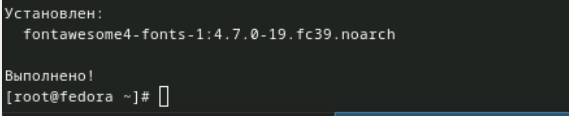 Установлен:
fontawesome4-fonts-1:4.7.0-19.fc39.noarch
Выполнено!
[root@fedora ~]#